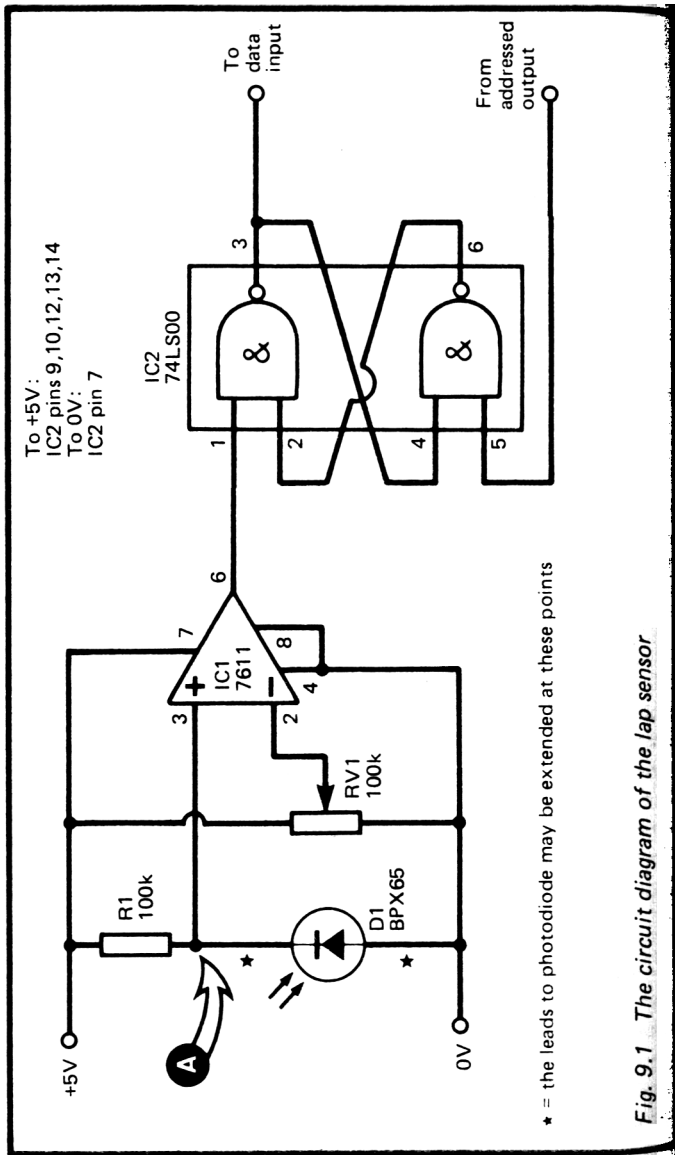 To +5V:
IC2 pins 9,10,12,13,14
To 0V:
IC2 pin 7
+5V
R1
100k
A
★
★
D1
BPX65
0V
RV1
100k
3
2
+
−
IC1
7611
7
8
4
6
IC2
74LS00
1
2
&
3
4
5
&
6
To
data
input
From
addressed
output
★ = the leads to photodiode may be extended at these points
Fig. 9.1 The circuit diagram of the lap sensor